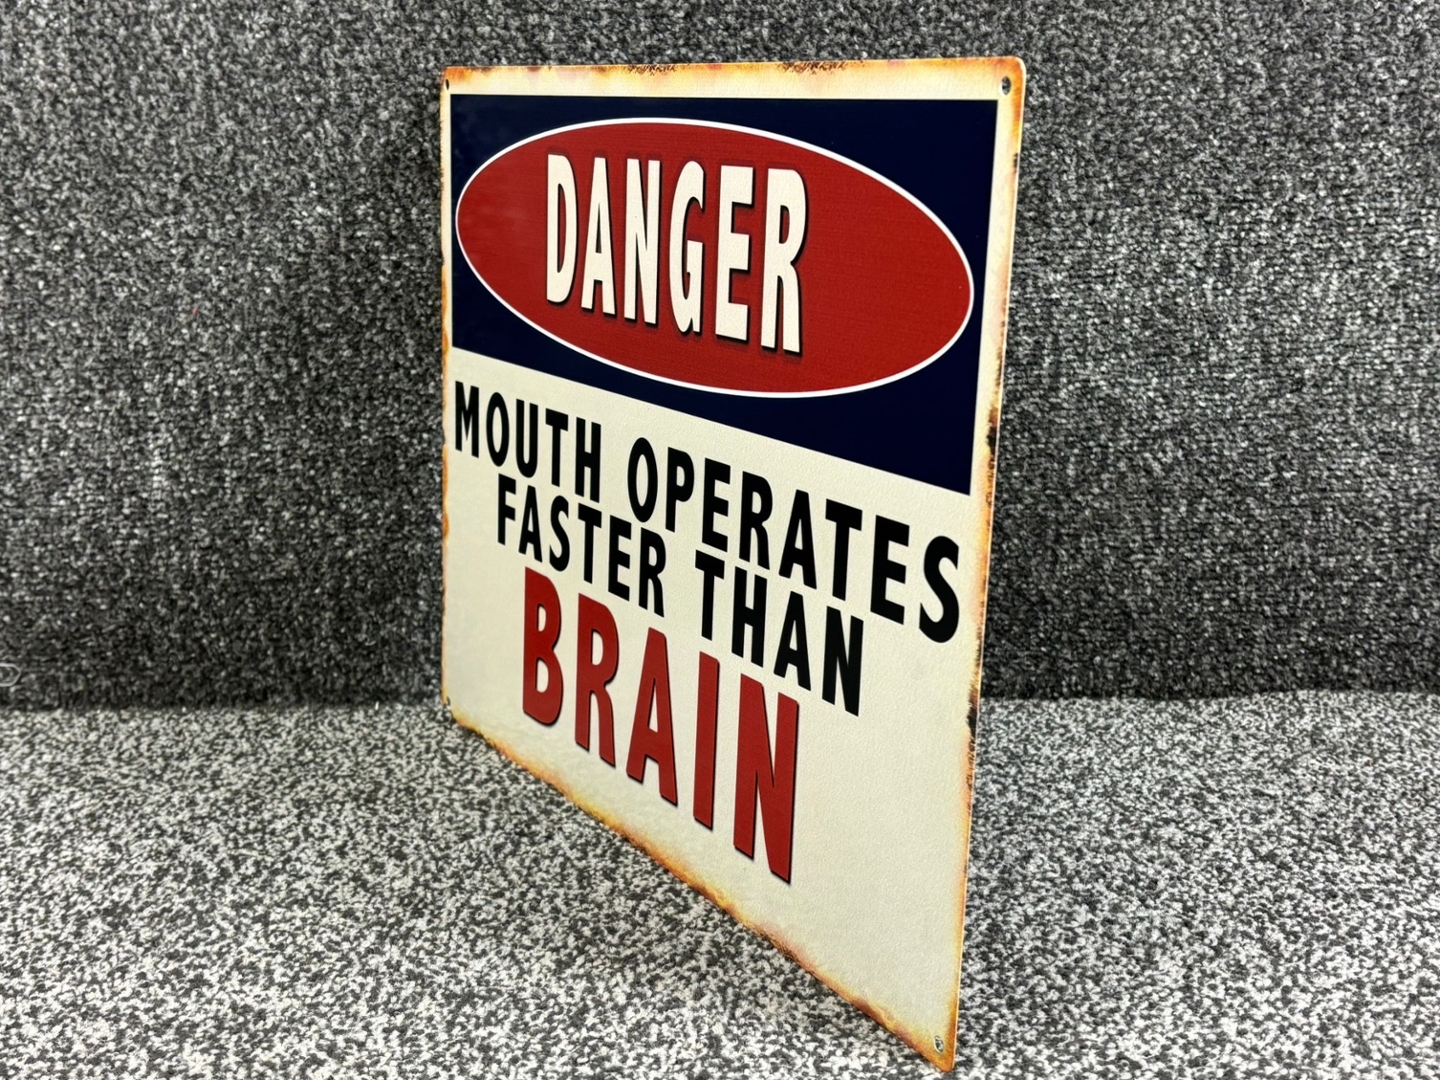 DANGER
MOUTH OPERATES
FASTER THAN
BRAIN